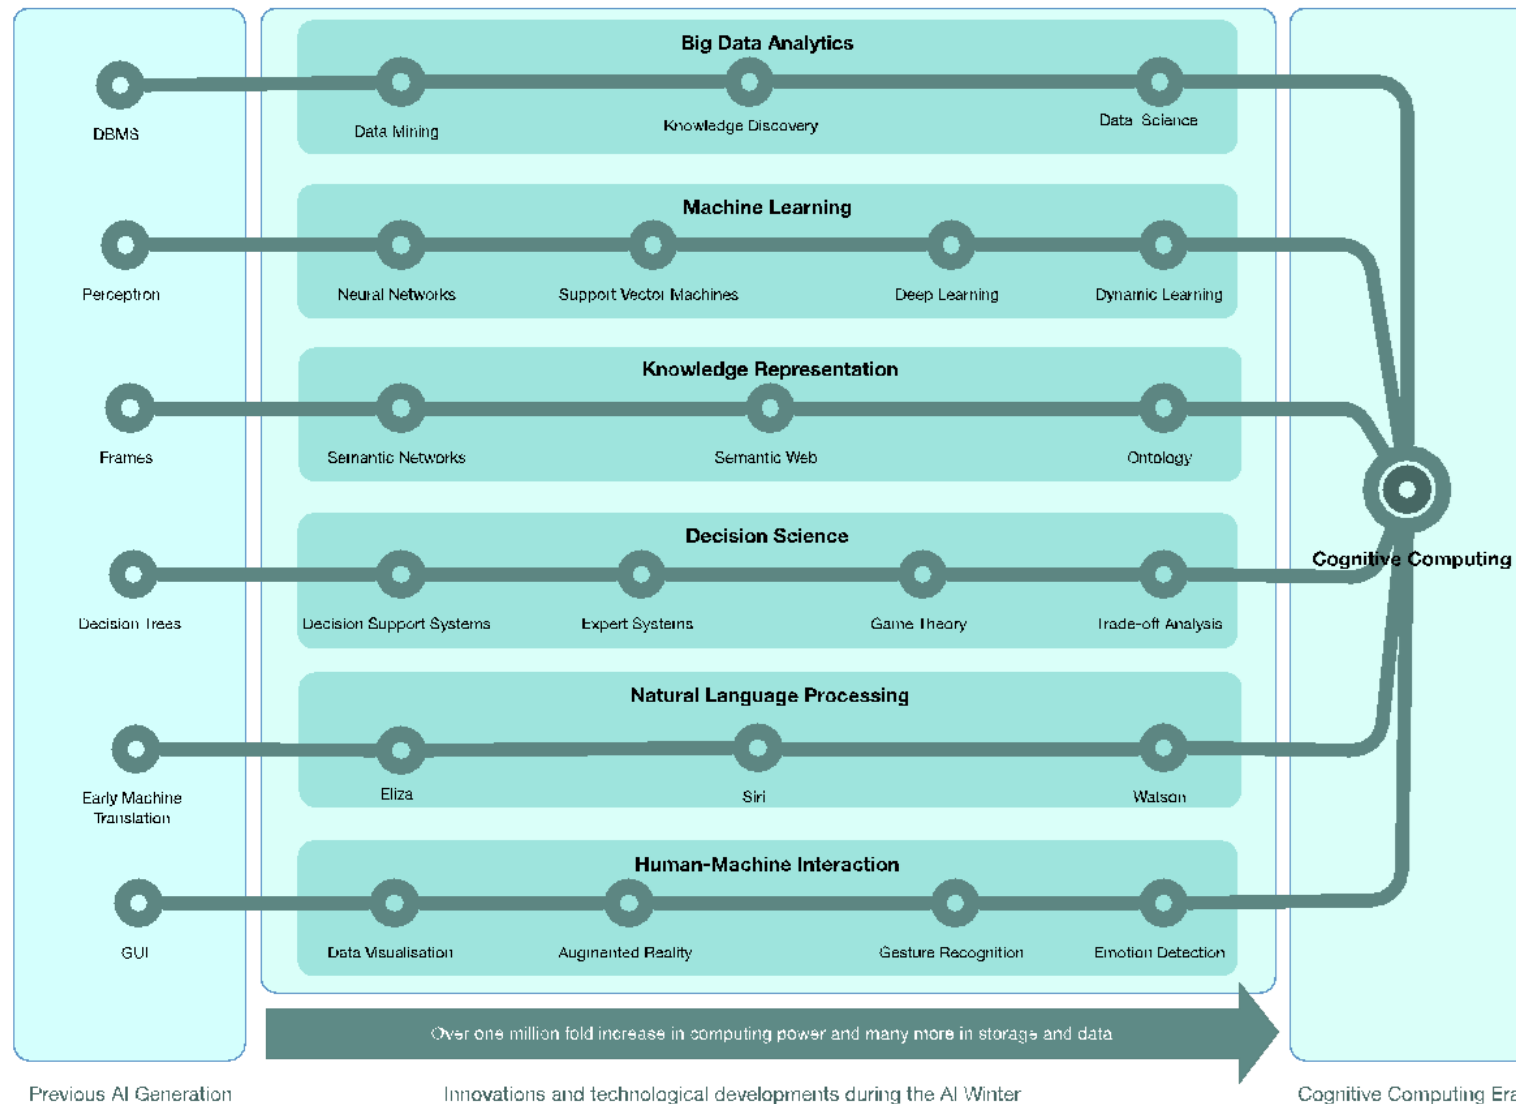 Big Data Analytics
DBMS
Data Mining
Knowledge Discovery
Data Science
Machine Learning
Perceptron
Neural Networks
Support Vector Machines
Deep Learning
Dynamic Learning
Knowledge Representation
Frames
Semantic Networks
Semantic Web
Ontology
Decision Science
Decision Trees
Decision Support Systems
Expert Systems
Game Theory
Trade-off Analysis
Cognitive Computing
Natural Language Processing
Early Machine
Translation
Eliza
Siri
Watson
Human-Machine Interaction
GUI
Data Visualisation
Augmented Reality
Gesture Recognition
Emotion Detection
Over one million fold increase in computing power and many more in storage and data
Previous AI Generation
Innovations and technological developments during the AI Winter
Cognitive Computing Era